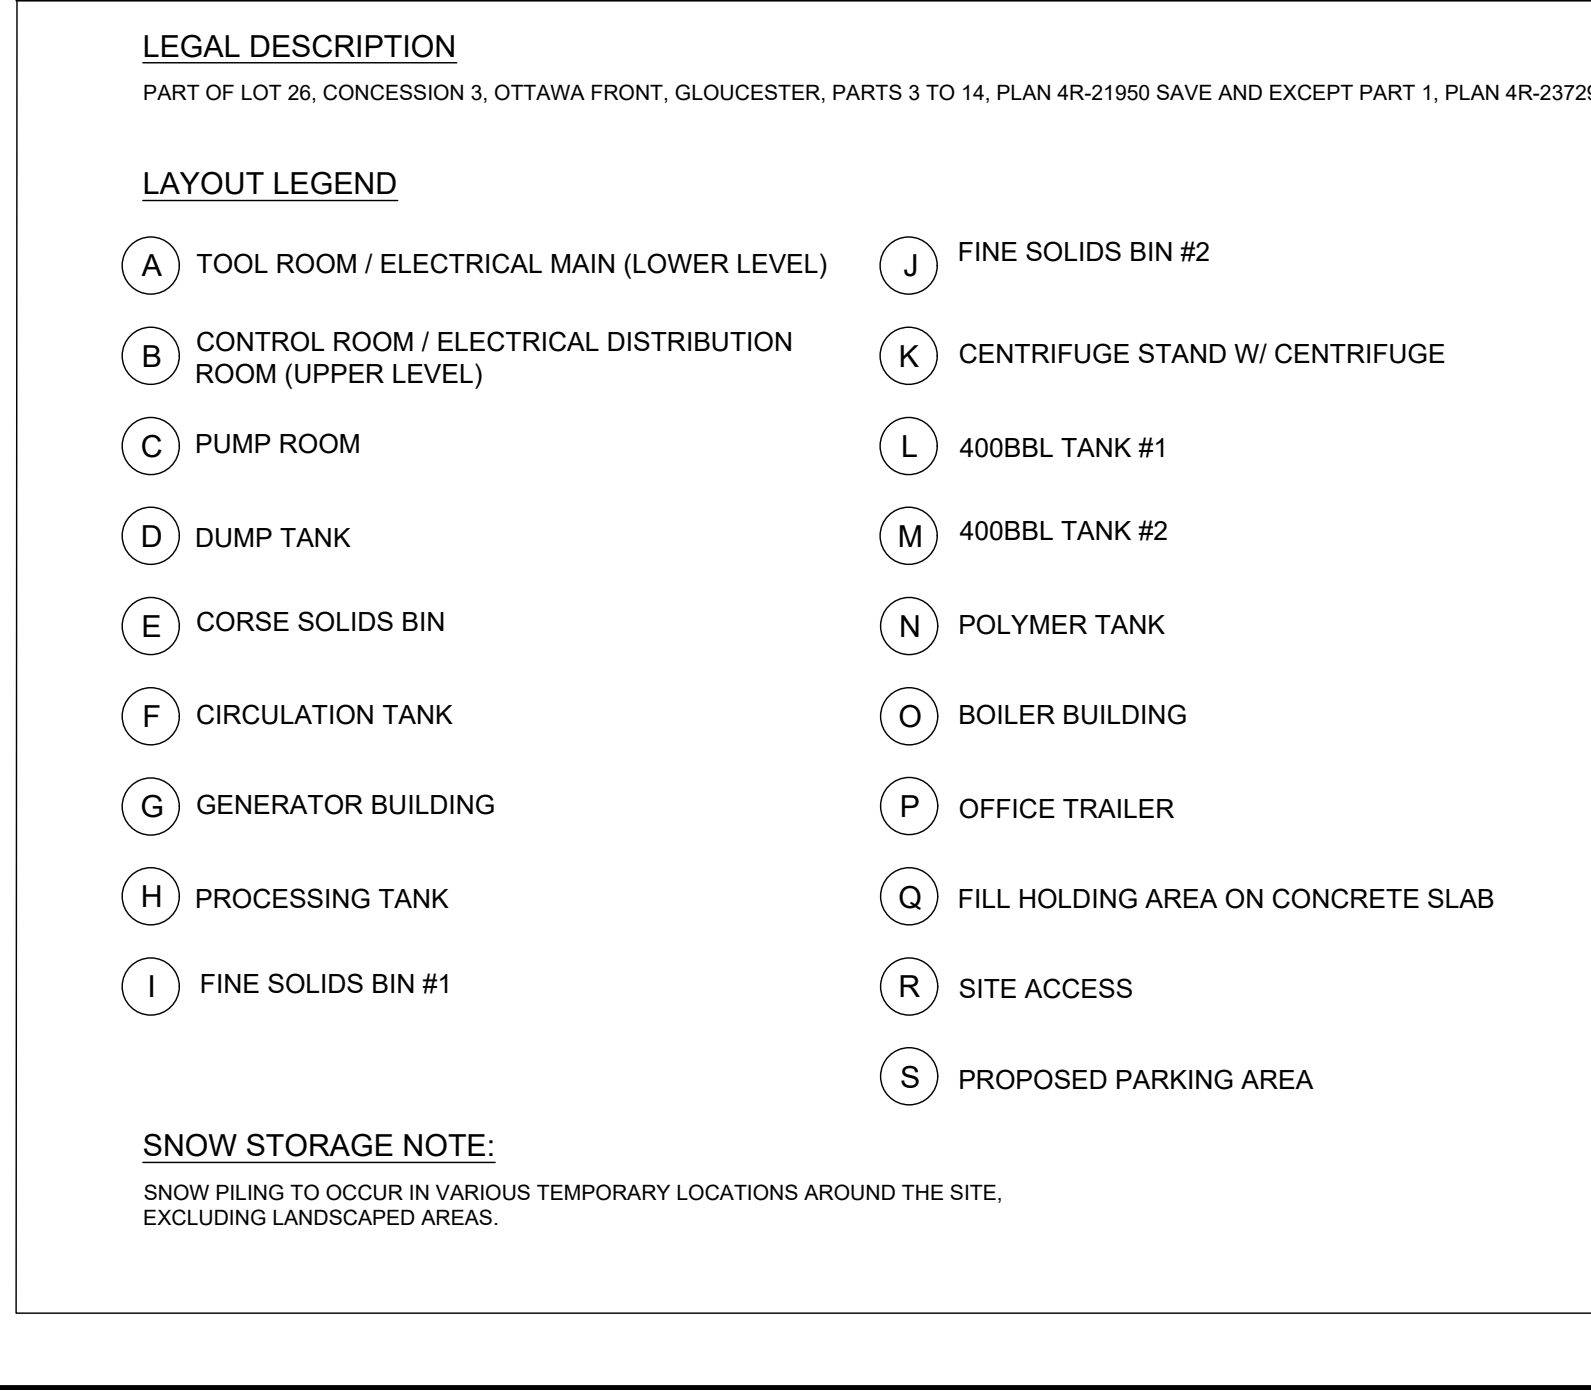 LEGAL DESCRIPTION
PART OF LOT 26, CONCESSION 3, OTTAWA FRONT, GLOUCESTER, PARTS 3 TO 14, PLAN 4R-21950 SAVE AND EXCEPT PART 1, PLAN 4R-23729
LAYOUT LEGEND
A TOOL ROOM / ELECTRICAL MAIN (LOWER LEVEL)
B CONTROL ROOM / ELECTRICAL DISTRIBUTION
ROOM (UPPER LEVEL)
C PUMP ROOM
D DUMP TANK
E CORSE SOLIDS BIN
F CIRCULATION TANK
G GENERATOR BUILDING
H PROCESSING TANK
I FINE SOLIDS BIN #1
J FINE SOLIDS BIN #2
K CENTRIFUGE STAND W/ CENTRIFUGE
L 400BBL TANK #1
M 400BBL TANK #2
N POLYMER TANK
O BOILER BUILDING
P OFFICE TRAILER
Q FILL HOLDING AREA ON CONCRETE SLAB
R SITE ACCESS
S PROPOSED PARKING AREA
SNOW STORAGE NOTE:
SNOW PILING TO OCCUR IN VARIOUS TEMPORARY LOCATIONS AROUND THE SITE,
EXCLUDING LANDSCAPED AREAS.